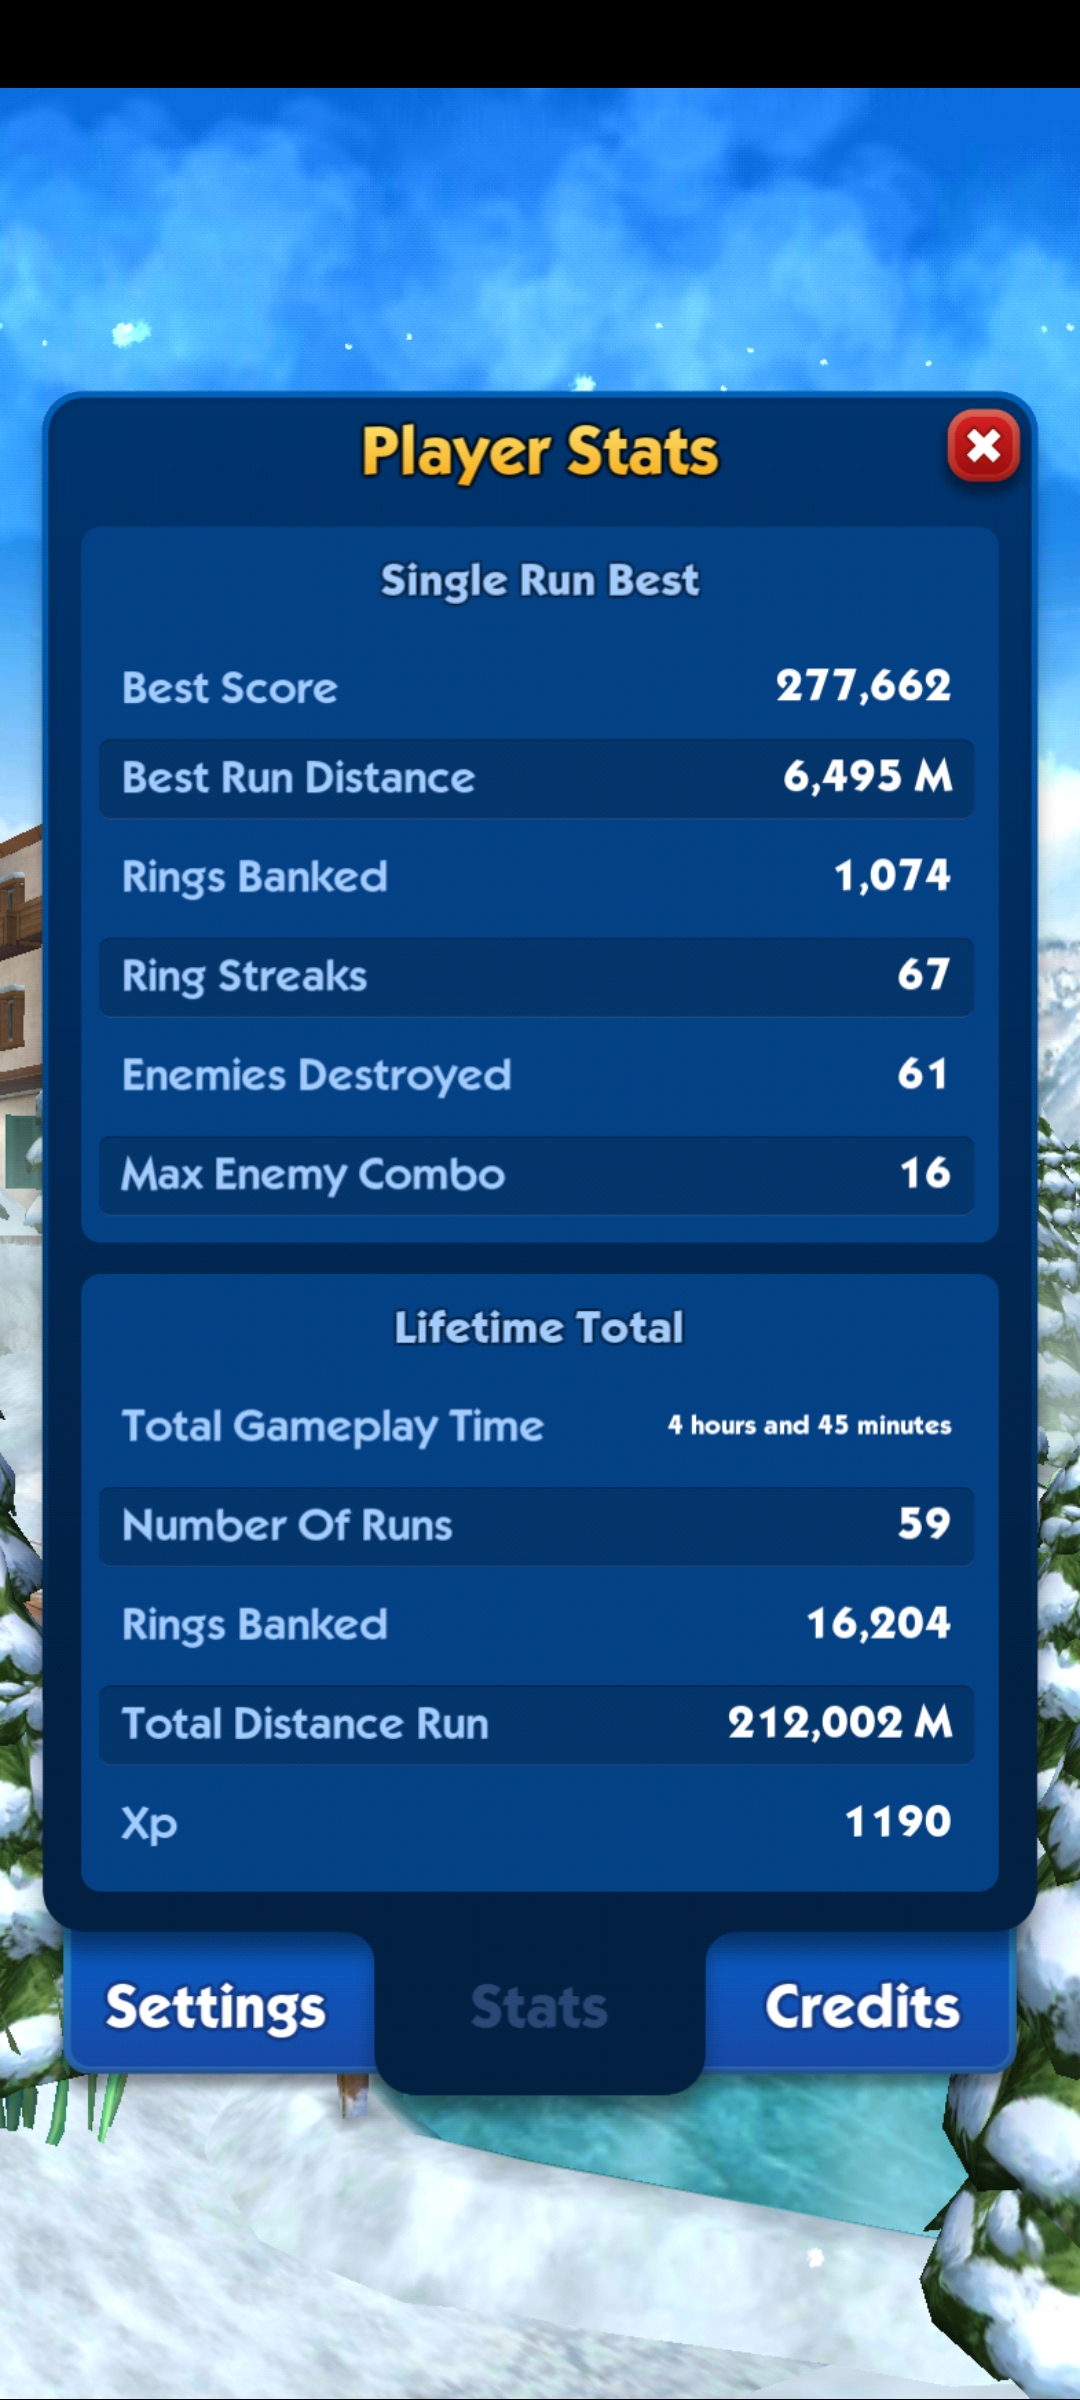 Player Stats
Single Run Best
Best Score 277,662
Best Run Distance 6,495 M
Rings Banked 1,074
Ring Streaks 67
Enemies Destroyed 61
Max Enemy Combo 16
Lifetime Total
Total Gameplay Time 4 hours and 45 minutes
Number Of Runs 59
Rings Banked 16,204
Total Distance Run 212,002 M
Xp 1190
Settings Stats Credits